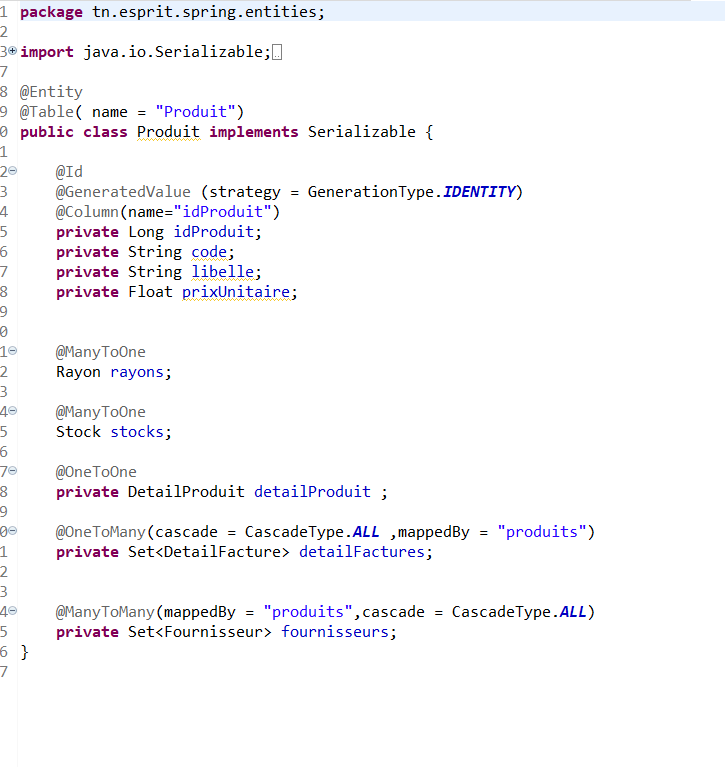 1 package tn.esprit.spring.entities;
2
3 import java.io.Serializable;
7
8 @Entity
9 @Table( name = "Produit")
0 public class Produit implements Serializable {
1
2 @Id
3 @GeneratedValue (strategy = GenerationType.IDENTITY)
4 @Column(name="idProduit")
5 private Long idProduit;
6 private String code;
7 private String libelle;
8 private Float prixUnitaire;
9
0
1 @ManyToOne
2 Rayon rayons;
3
4 @ManyToOne
5 Stock stocks;
6
7 @OneToOne
8 private DetailProduit detailProduit ;
9
0 @OneToMany(cascade = CascadeType.ALL ,mappedBy = "produits")
1 private Set<DetailFacture> detailFactures;
2
3
4 @ManyToMany(mappedBy = "produits",cascade = CascadeType.ALL)
5 private Set<Fournisseur> fournisseurs;
6 }
7